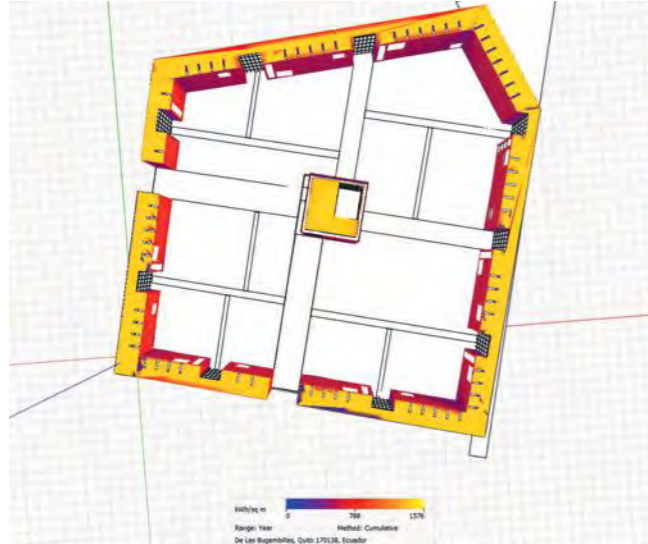 kWh/sq m
0 788 1576
Range: Year Method: Cumulative
De Las Bugambilias, Quito 170138, Ecuador